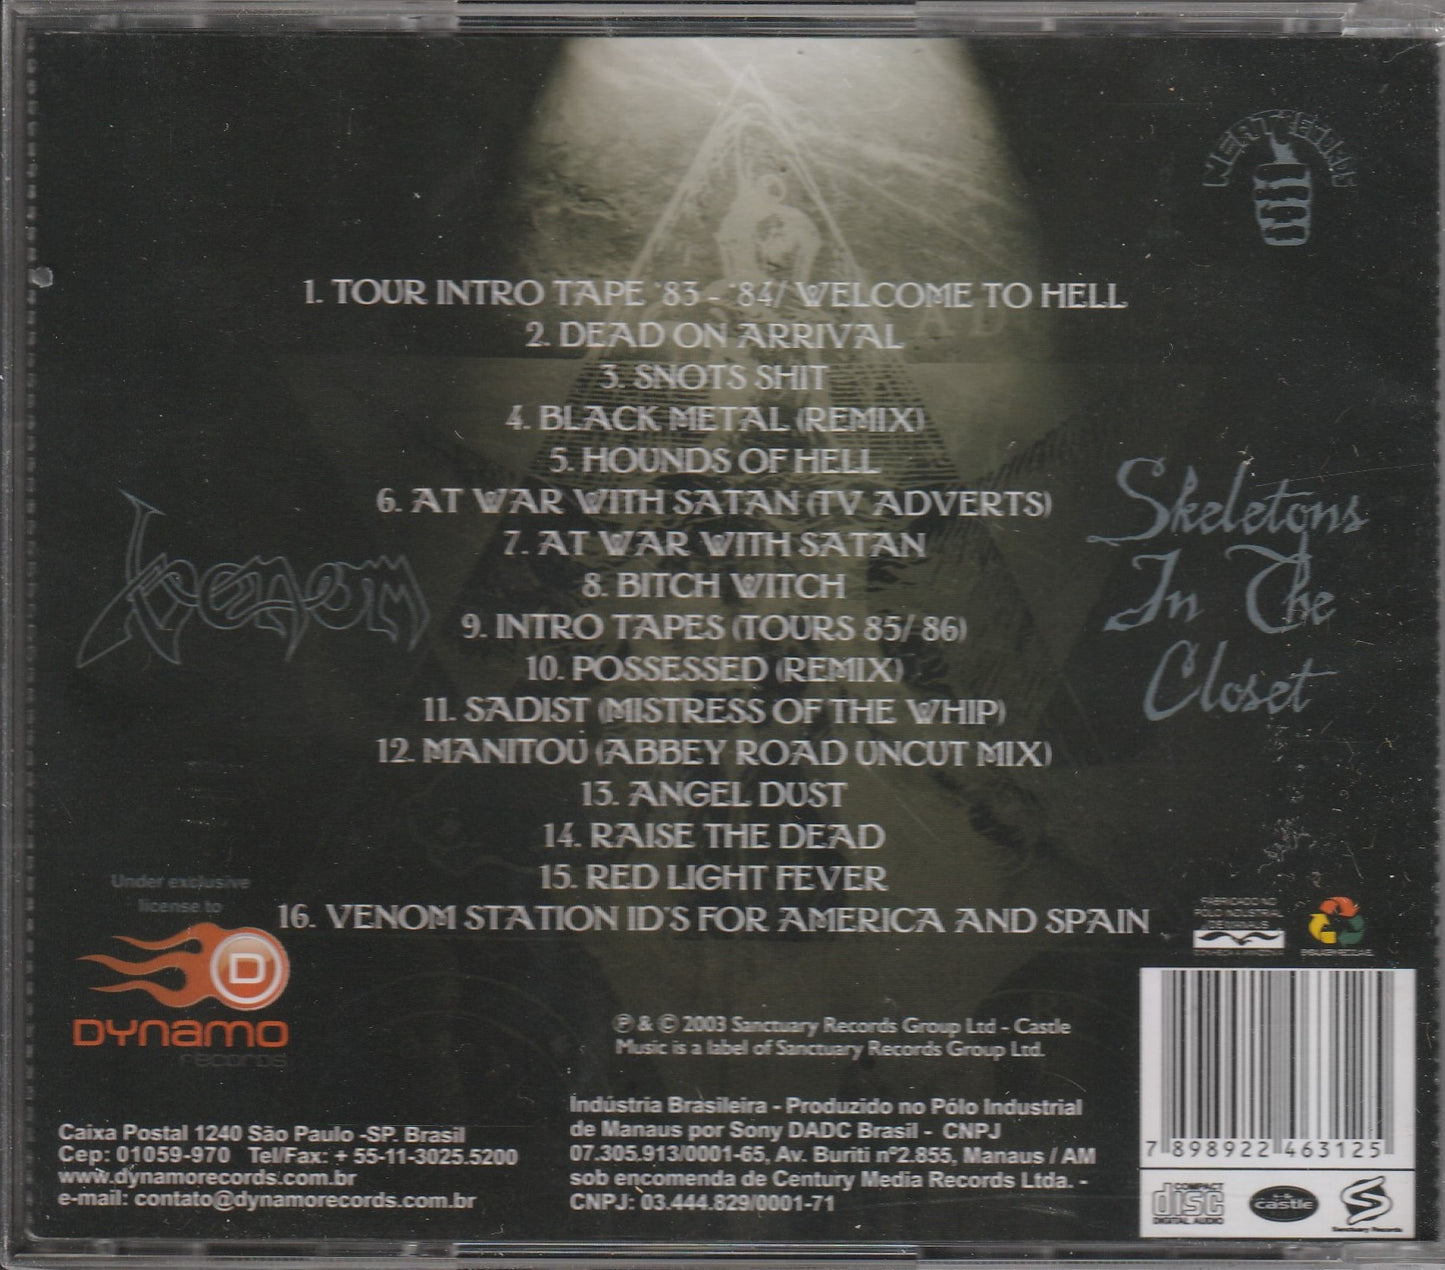 NEAT RECORDS
1. TOUR INTRO TAPE '83 - '84/ WELCOME TO HELL
2. DEAD ON ARRIVAL
3. SNOTS SHIT
4. BLACK METAL (REMIX)
5. HOUNDS OF HELL
6. AT WAR WITH SATAN (TV ADVERTS)
7. AT WAR WITH SATAN
8. BITCH WITCH
9. INTRO TAPES (TOURS 85/ 86)
10. POSSESSED (REMIX)
11. SADIST (MISTRESS OF THE WHIP)
12. MANITOU (ABBEY ROAD UNCUT MIX)
13. ANGEL DUST
14. RAISE THE DEAD
15. RED LIGHT FEVER
16. VENOM STATION ID'S FOR AMERICA AND SPAIN
Venom
Skeletons
In The
Closet
Under exclusive
license to
D
DYNAMO
records
Caixa Postal 1240 São Paulo -SP. Brasil
Cep: 01059-970 Tel/Fax: + 55-11-3025.5200
www.dynamorecords.com.br
e-mail: contato@dynamorecords.com.br
℗ & © 2003 Sanctuary Records Group Ltd - Castle
Music is a label of Sanctuary Records Group Ltd.
Indústria Brasileira - Produzido no Pólo Industrial
de Manaus por Sony DADC Brasil - CNPJ
07.305.913/0001-65, Av. Buriti nº2.855, Manaus / AM
sob encomenda de Century Media Records Ltda. -
CNPJ: 03.444.829/0001-71
FABRICADO NO
PÓLO INDUSTRIAL
7 898922 463125
COMPACT
disc
DIGITAL AUDIO
castle
S
Sanctuary Records